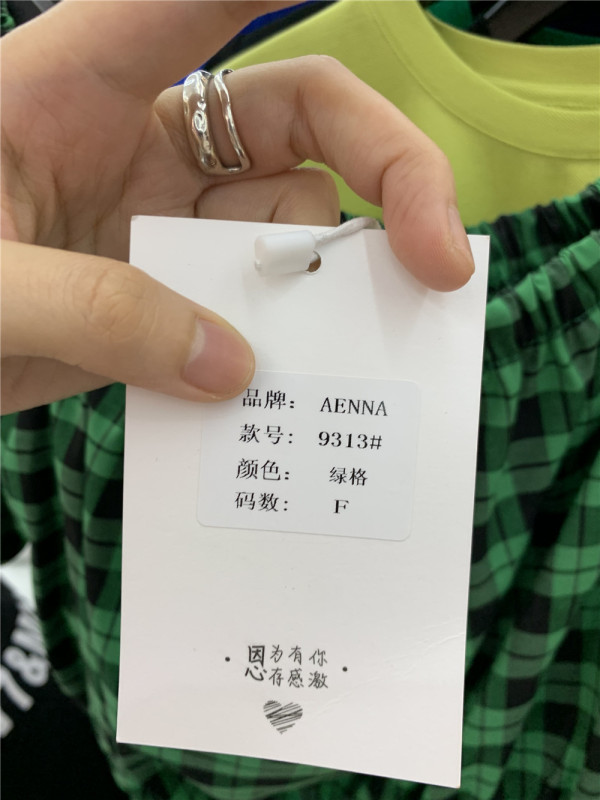 品牌： AENNA
款号： 9313#
颜色： 绿格
码数： F
因为有你
心存感激